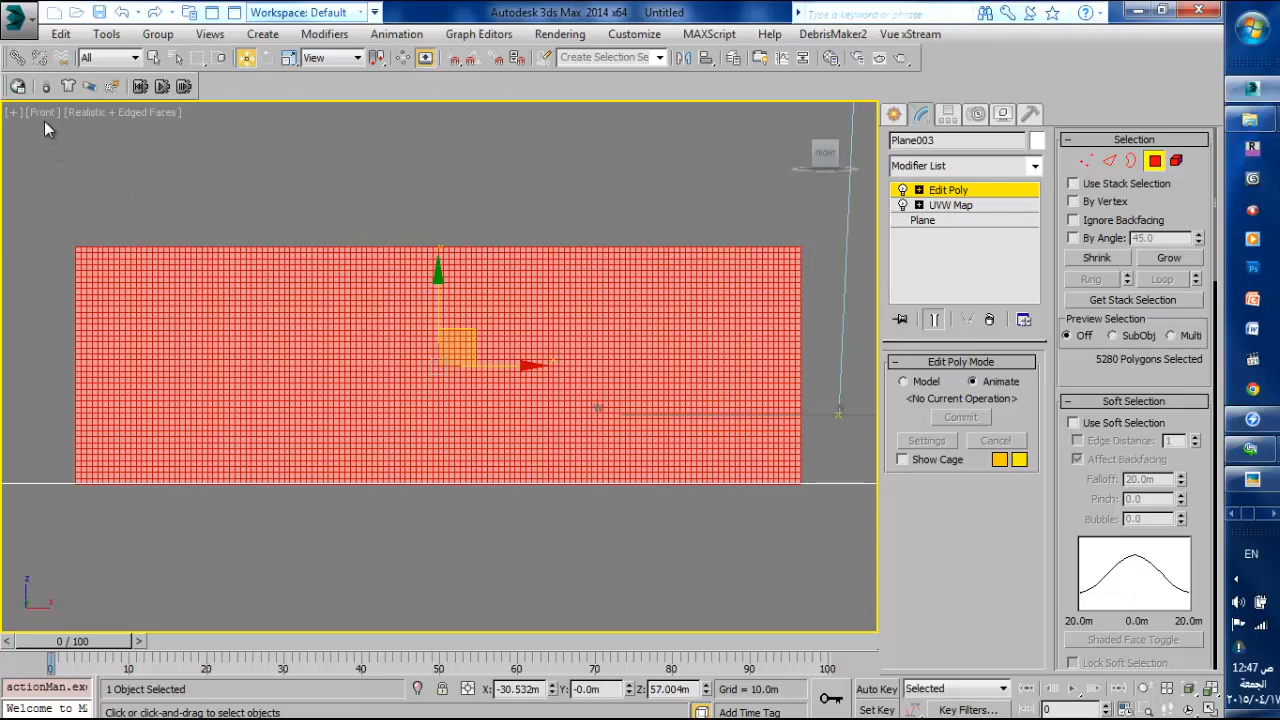 Workspace: Default
Autodesk 3ds Max 2014 x64
Untitled
Type a keyword or phrase
Edit Tools Group Views Create Modifiers Animation Graph Editors Rendering Customize MAXScript Help DebrisMaker2 Vue xStream
All
View
Create Selection Se
[+] [Front] [Realistic + Edged Faces]
FRONT
Plane003
Modifier List
Edit Poly
UVW Map
Plane
Edit Poly Mode
Model Animate
<No Current Operation>
Commit
Settings Cancel
Show Cage
Selection
Use Stack Selection
By Vertex
Ignore Backfacing
By Angle: 45.0
Shrink Grow
Ring Loop
Get Stack Selection
Preview Selection
Off SubObj Multi
5280 Polygons Selected
Soft Selection
Use Soft Selection
Edge Distance: 1
Affect Backfacing
Falloff: 20.0m
Pinch: 0.0
Bubble: 0.0
20.0m 0.0m 20.0m
Shaded Face Toggle
Lock Soft Selection
z
x
0 / 100
0 10 20 30 40 50 60 70 80 90 100
actionMan.ex
Welcome to M
1 Object Selected
Click or click-and-drag to select objects
X: -30.532m Y: -0.0m Z: 57.004m
Grid = 10.0m
Add Time Tag
Auto Key
Selected
Set Key
Key Filters...
0
EN
12:47 ص
الجمعة
٢٠١٥/٠٤/١٧